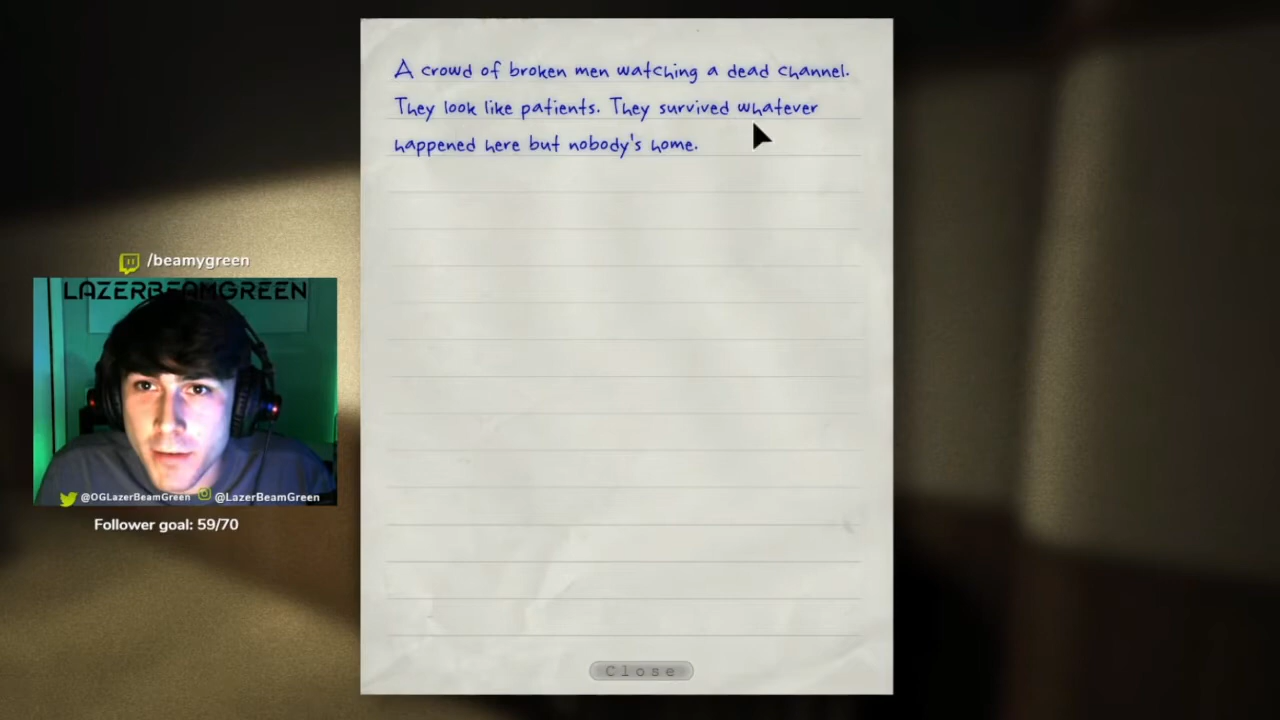 A crowd of broken men watching a dead channel.
They look like patients. They survived whatever
happened here but nobody's home.
/beamygreen
LAZERBEAMGREEN
@OGLazerBeamGreen @LazerBeamGreen
Follower goal: 59/70
Close